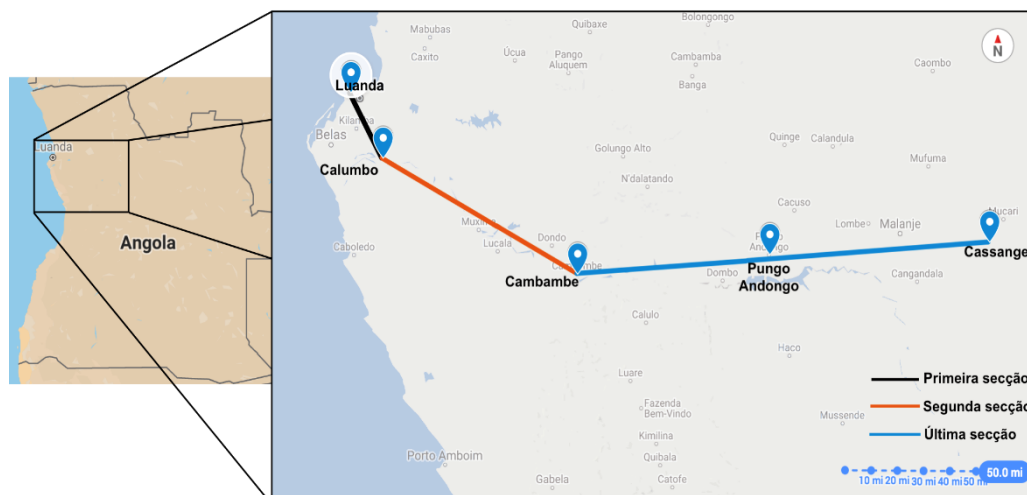 Luanda
Angola
Mabubas
Caxito
Úcua
Quibaxe
Pango
Aluquem
Bolongongo
Cambamba
Banga
Caombo
N
Luanda
Kilamba
Belas
Calumbo
Golungo Alto
Quinge
Calandula
Mufuma
N'dalatando
Cacuso
Muxima
Lucala
Dondo
Lombe
Malanje
Mucari
Caboledo
Cambambe
Pungo
Andongo
Dombo
Cangandala
Cassange
Calulo
Haco
Luare
Fazenda
Bem-Vindo
Mussende
Kimilina
Quibala
Porto Amboim
Gabela
Catofe
Primeira secção
Segunda secção
Última secção
10 mi 20 mi 30 mi 40 mi 50 mi
50.0 mi